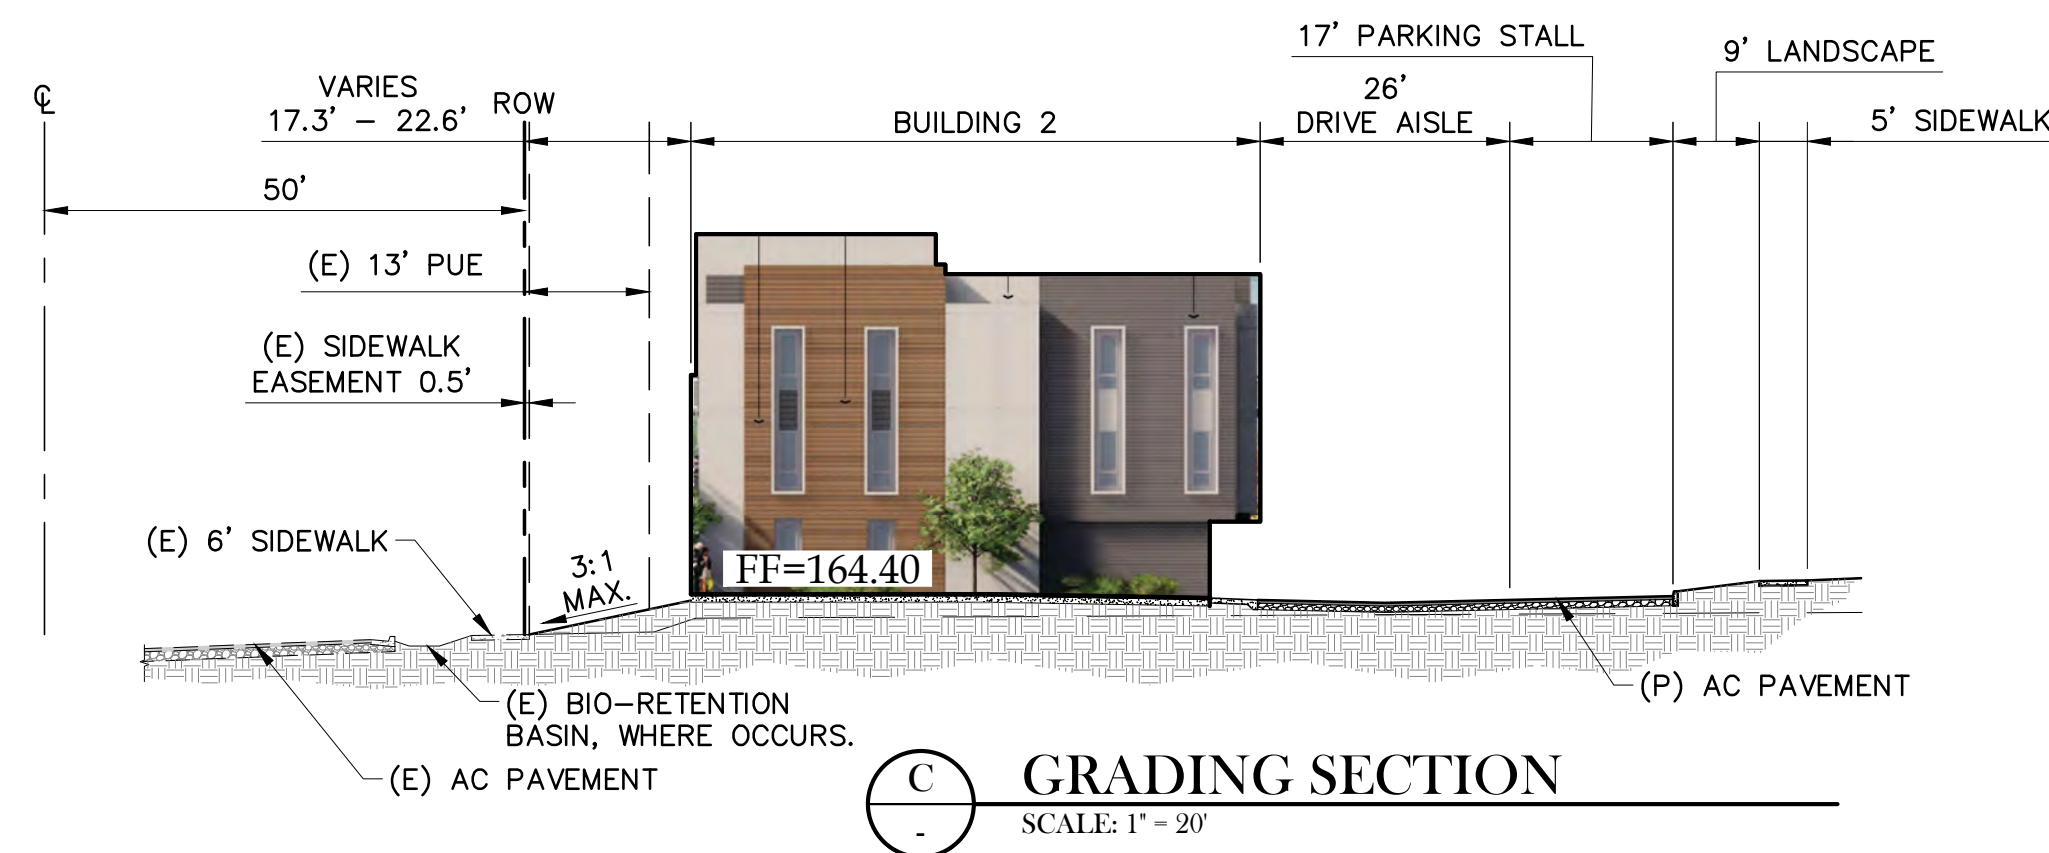 17' PARKING STALL
9' LANDSCAPE
℄
VARIES
17.3' – 22.6'
ROW
BUILDING 2
26'
DRIVE AISLE
5' SIDEWALK
50'
(E) 13' PUE
(E) SIDEWALK
EASEMENT 0.5'
(E) 6' SIDEWALK
3:1
MAX.
FF=164.40
(P) AC PAVEMENT
(E) BIO–RETENTION
BASIN, WHERE OCCURS.
(E) AC PAVEMENT
C
-
GRADING SECTION
SCALE: 1" = 20'